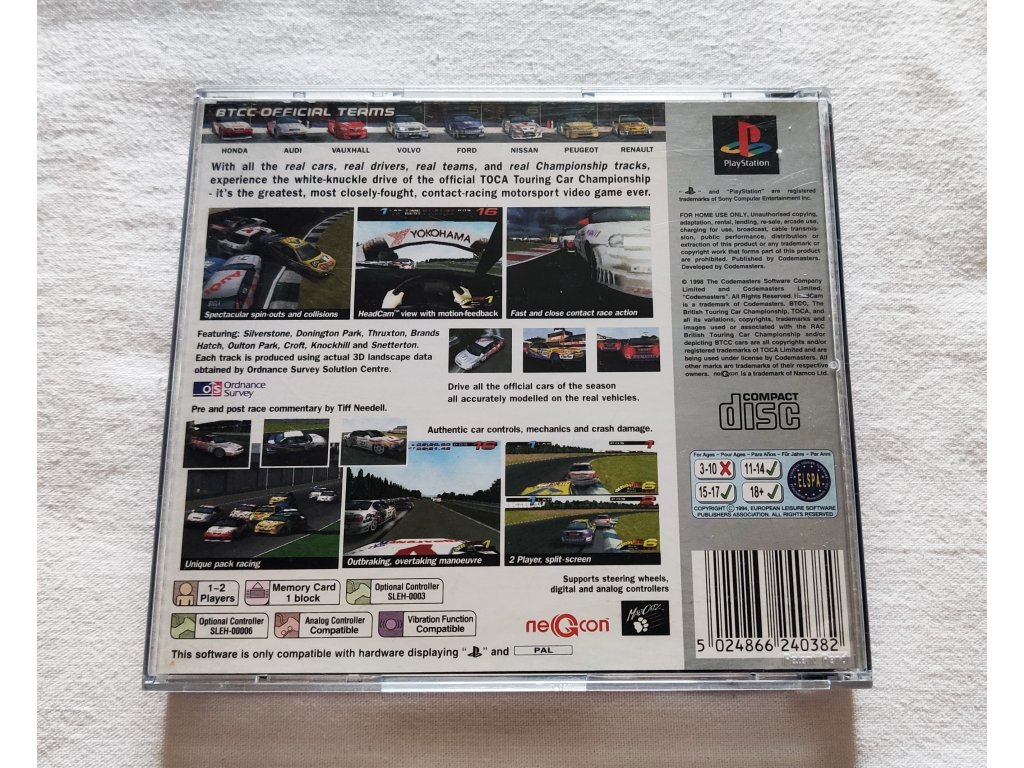 BTCC OFFICIAL TEAMS
HONDA AUDI VAUXHALL VOLVO FORD NISSAN PEUGEOT RENAULT
With all the real cars, real drivers, real teams, and real Championship tracks,
experience the white-knuckle drive of the official TOCA Touring Car Championship
- it's the greatest, most closely-fought, contact-racing motorsport video game ever.
YOKOHAMA
Spectacular spin-outs and collisions
HeadCam™ view with motion-feedback
Fast and close contact race action
Featuring: Silverstone, Donington Park, Thruxton, Brands
Hatch, Oulton Park, Croft, Knockhill and Snetterton.
Each track is produced using actual 3D landscape data
obtained by Ordnance Survey Solution Centre.
OS Ordnance
Survey
Drive all the official cars of the season
all accurately modelled on the real vehicles.
Pre and post race commentary by Tiff Needell.
Authentic car controls, mechanics and crash damage.
Unique pack racing
Outbraking, overtaking manoeuvre
2 Player, split-screen
1–2
Players
Memory Card
1 block
Optional Controller
SLEH-0003
Optional Controller
SLEH-00006
Analog Controller
Compatible
Vibration Function
Compatible
Supports steering wheels,
digital and analog controllers
neGcon
MAD CATZ
This software is only compatible with hardware displaying " " and PAL
PlayStation
" " and "PlayStation" are registered
trademarks of Sony Computer Entertainment Inc.
FOR HOME USE ONLY. Unauthorised copying,
adaptation, rental, lending, re-sale, arcade use,
charging for use, broadcast, cable transmis-
sion, public performance, distribution or
extraction of this product or any trademark or
copyright work that forms part of this product
are prohibited. Published by Codemasters.
Developed by Codemasters.
© 1998 The Codemasters Software Company
Limited and Codemasters Limited.
"Codemasters". All Rights Reserved. HeadCam
is a trademark of Codemasters. BTCC, The
British Touring Car Championship, TOCA, and
all its variations, copyrights, trademarks and
images used or associated with the RAC
British Touring Car Championship and/or
depicting BTCC cars are all copyrights and/or
registered trademarks of TOCA Limited and are
being used under license by Codemasters. All
other marks are trademarks of their respective
owners. neGcon is a trademark of Namco Ltd.
COMPACT
disc
For Ages – Pour Ages – Para Años – Für Jahre – Per Anni
3-10 11-14
15-17 18+
ELSPA
COPYRIGHT © 1994, EUROPEAN LEISURE SOFTWARE
PUBLISHERS ASSOCIATION. ALL RIGHTS RESERVED
5 024866 240382